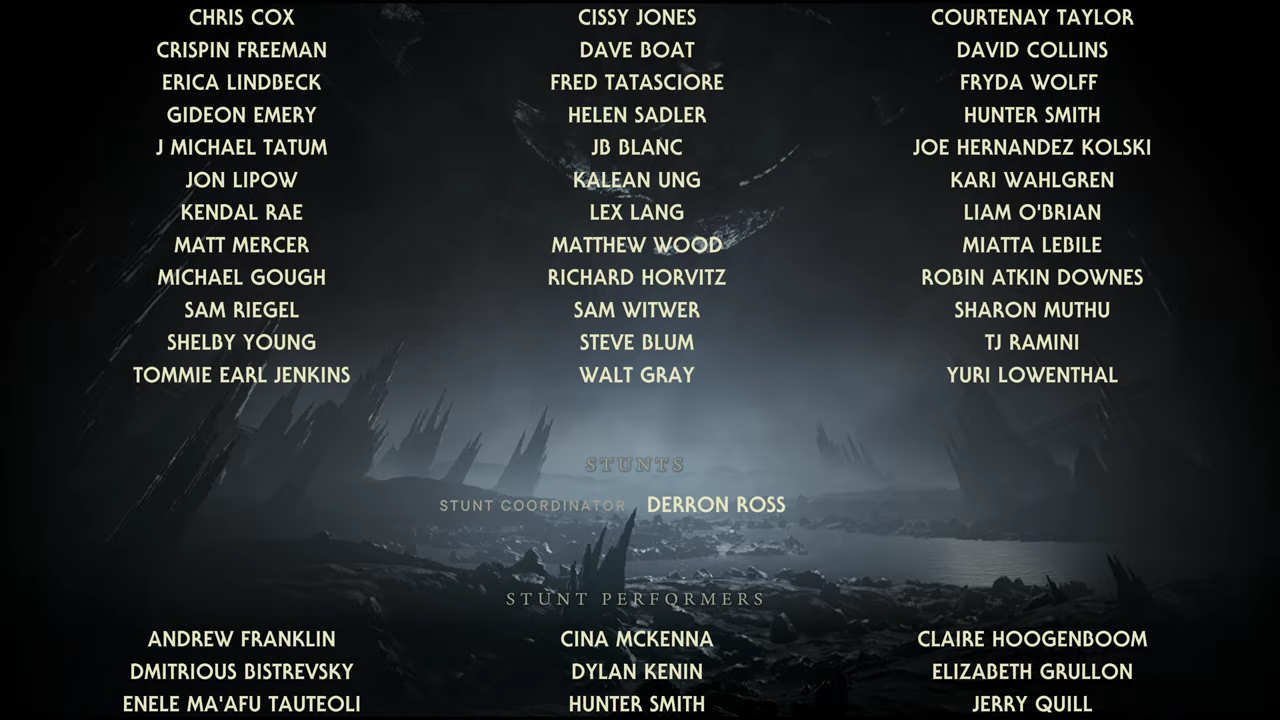 CHRIS COX CISSY JONES COURTENAY TAYLOR
CRISPIN FREEMAN DAVE BOAT DAVID COLLINS
ERICA LINDBECK FRED TATASCIORE FRYDA WOLFF
GIDEON EMERY HELEN SADLER HUNTER SMITH
J MICHAEL TATUM JB BLANC JOE HERNANDEZ KOLSKI
JON LIPOW KALEAN UNG KARI WAHLGREN
KENDAL RAE LEX LANG LIAM O'BRIAN
MATT MERCER MATTHEW WOOD MIATTA LEBILE
MICHAEL GOUGH RICHARD HORVITZ ROBIN ATKIN DOWNES
SAM RIEGEL SAM WITWER SHARON MUTHU
SHELBY YOUNG STEVE BLUM TJ RAMINI
TOMMIE EARL JENKINS WALT GRAY YURI LOWENTHAL
STUNTS
STUNT COORDINATOR DERRON ROSS
STUNT PERFORMERS
ANDREW FRANKLIN CINA MCKENNA CLAIRE HOOGENBOOM
DMITRIOUS BISTREVSKY DYLAN KENIN ELIZABETH GRULLON
ENELE MA'AFU TAUTEOLI HUNTER SMITH JERRY QUILL